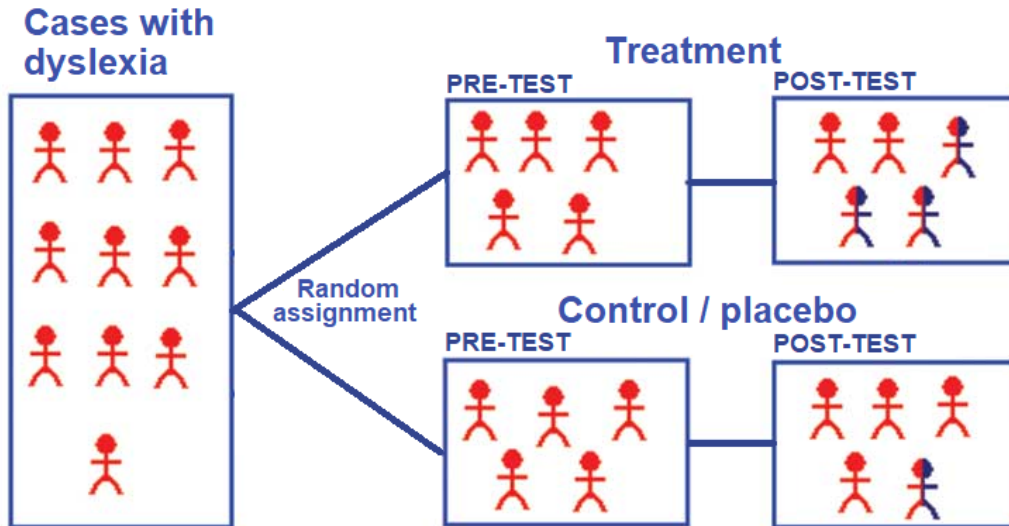 Cases with
dyslexia
Treatment
PRE-TEST
POST-TEST
Random
assignment
Control / placebo
PRE-TEST
POST-TEST